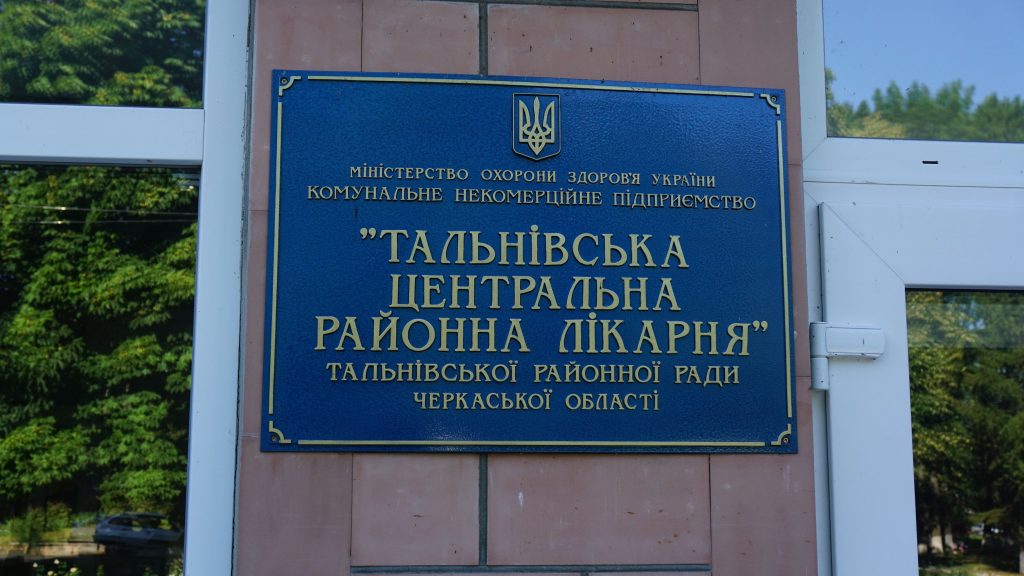 МІНІСТЕРСТВО ОХОРОНИ ЗДОРОВ'Я УКРАЇНИ
КОМУНАЛЬНЕ НЕКОМЕРЦІЙНЕ ПІДПРИЄМСТВО
"ТАЛЬНІВСЬКА
ЦЕНТРАЛЬНА
РАЙОННА ЛІКАРНЯ"
ТАЛЬНІВСЬКОЇ РАЙОННОЇ РАДИ
ЧЕРКАСЬКОЇ ОБЛАСТІ